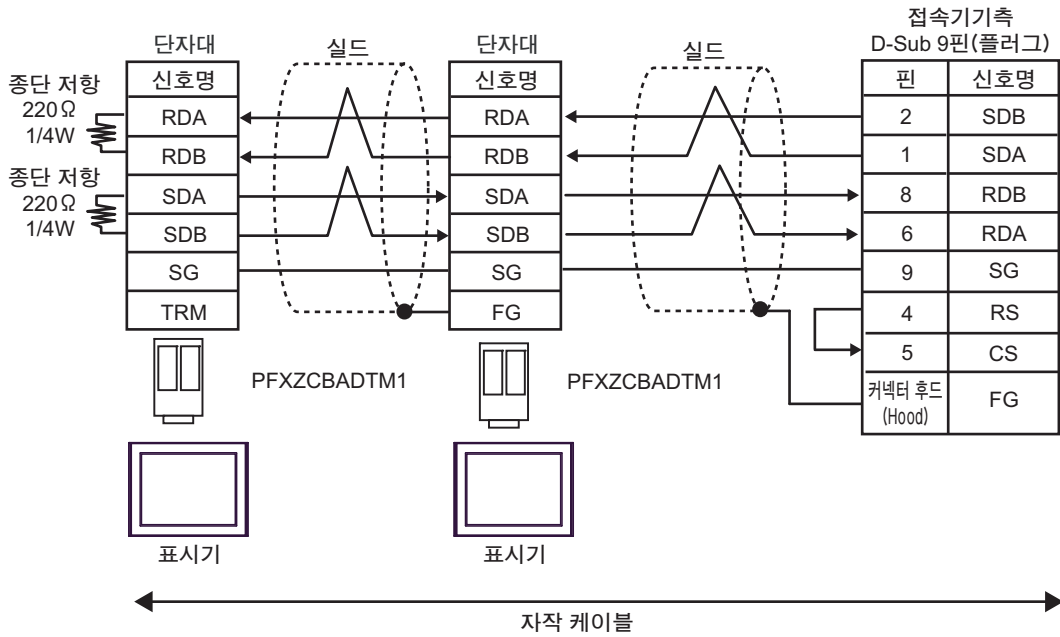 접속기기측
D-Sub 9핀(플러그)
단자대
실드
단자대
실드
종단 저항
220Ω
1/4W
종단 저항
220Ω
1/4W
신호명
RDA
RDB
SDA
SDB
SG
TRM
신호명
RDA
RDB
SDA
SDB
SG
FG
핀 신호명
2 SDB
1 SDA
8 RDB
6 RDA
9 SG
4 RS
5 CS
커넥터 후드
(Hood)
FG
PFXZCBADTM1
PFXZCBADTM1
표시기
표시기
자작 케이블